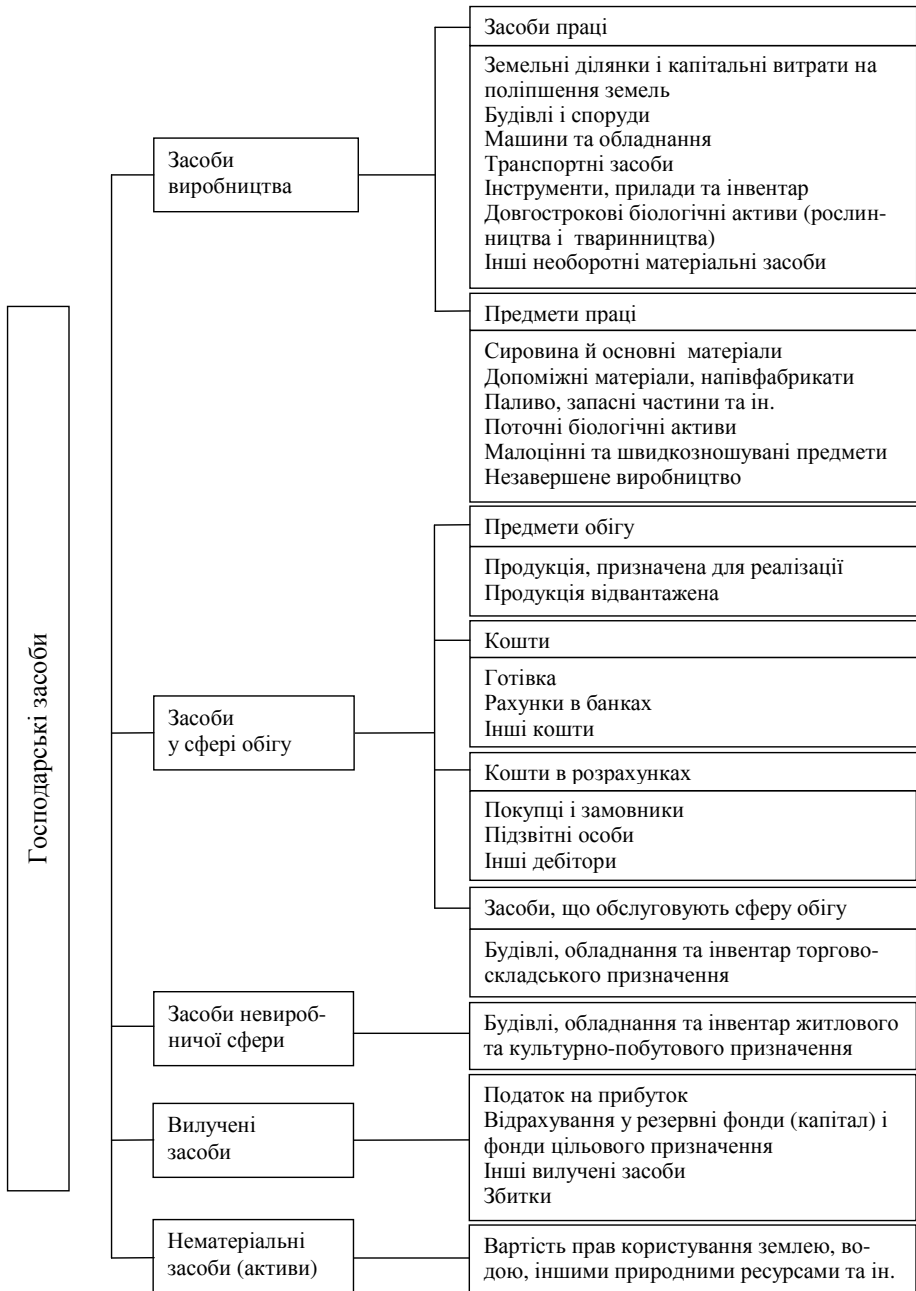 Господарські засоби
Засоби
виробництва
Засоби праці
Земельні ділянки і капітальні витрати на
поліпшення земель
Будівлі і споруди
Машини та обладнання
Транспортні засоби
Інструменти, прилади та інвентар
Довгострокові біологічні активи (рослин-
ництва і тваринництва)
Інші необоротні матеріальні засоби
Предмети праці
Сировина й основні матеріали
Допоміжні матеріали, напівфабрикати
Паливо, запасні частини та ін.
Поточні біологічні активи
Малоцінні та швидкозношувані предмети
Незавершене виробництво
Засоби
у сфері обігу
Предмети обігу
Продукція, призначена для реалізації
Продукція відвантажена
Кошти
Готівка
Рахунки в банках
Інші кошти
Кошти в розрахунках
Покупці і замовники
Підзвітні особи
Інші дебітори
Засоби, що обслуговують сферу обігу
Будівлі, обладнання та інвентар торгово-
складського призначення
Засоби невироб-
ничої сфери
Будівлі, обладнання та інвентар житлового
та культурно-побутового призначення
Вилучені
засоби
Податок на прибуток
Відрахування у резервні фонди (капітал) і
фонди цільового призначення
Інші вилучені засоби
Збитки
Нематеріальні
засоби (активи)
Вартість прав користування землею, во-
дою, іншими природними ресурсами та ін.